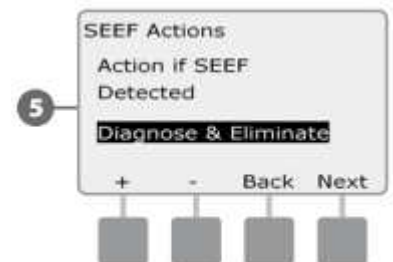 SEEF Actions
Action if SEEF
Detected
5
Diagnose & Eliminate
+ - Back Next